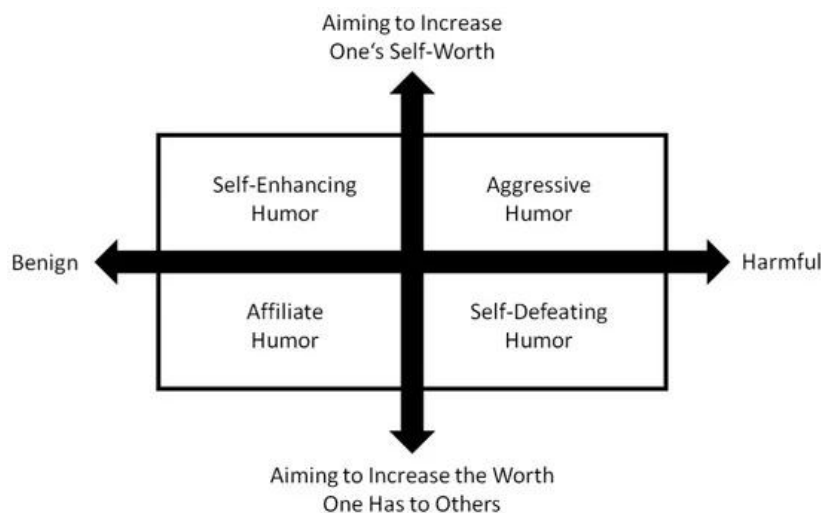 Aiming to Increase
One‘s Self-Worth
Self-Enhancing
Humor
Aggressive
Humor
Benign
Harmful
Affiliate
Humor
Self-Defeating
Humor
Aiming to Increase the Worth
One Has to Others